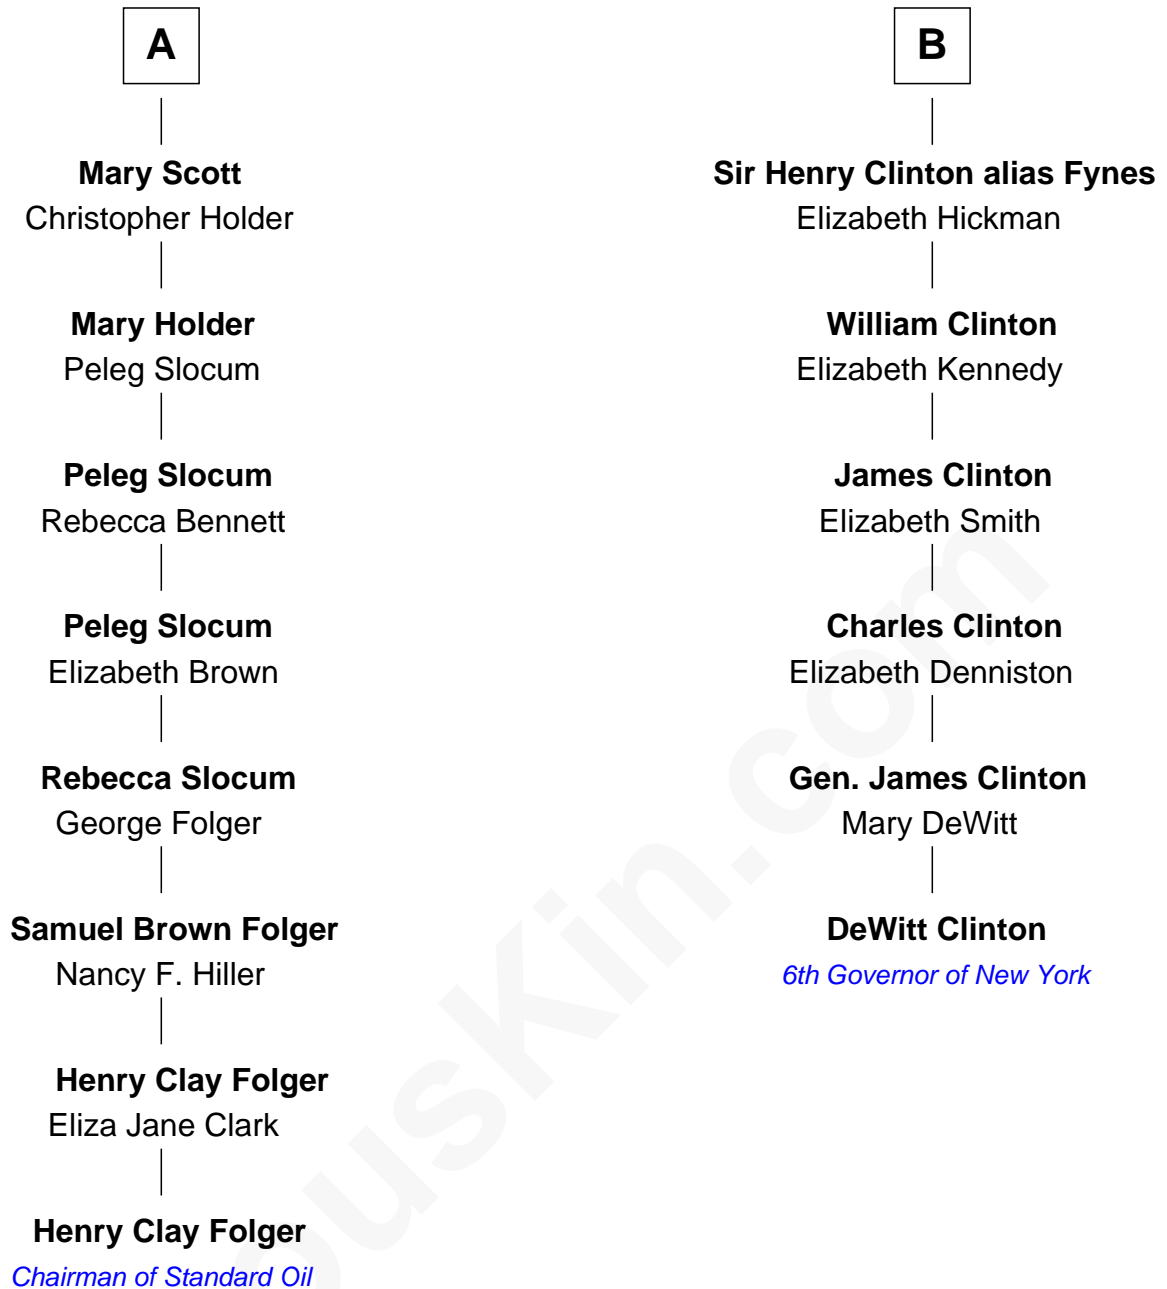 A
Mary Scott
Christopher Holder
Mary Holder
Peleg Slocum
Peleg Slocum
Rebecca Bennett
Peleg Slocum
Elizabeth Brown
Rebecca Slocum
George Folger
Samuel Brown Folger
Nancy F. Hiller
Henry Clay Folger
Eliza Jane Clark
Henry Clay Folger
Chairman of Standard Oil
B
Sir Henry Clinton alias Fynes
Elizabeth Hickman
William Clinton
Elizabeth Kennedy
James Clinton
Elizabeth Smith
Charles Clinton
Elizabeth Denniston
Gen. James Clinton
Mary DeWitt
DeWitt Clinton
6th Governor of New York
ousKin.com